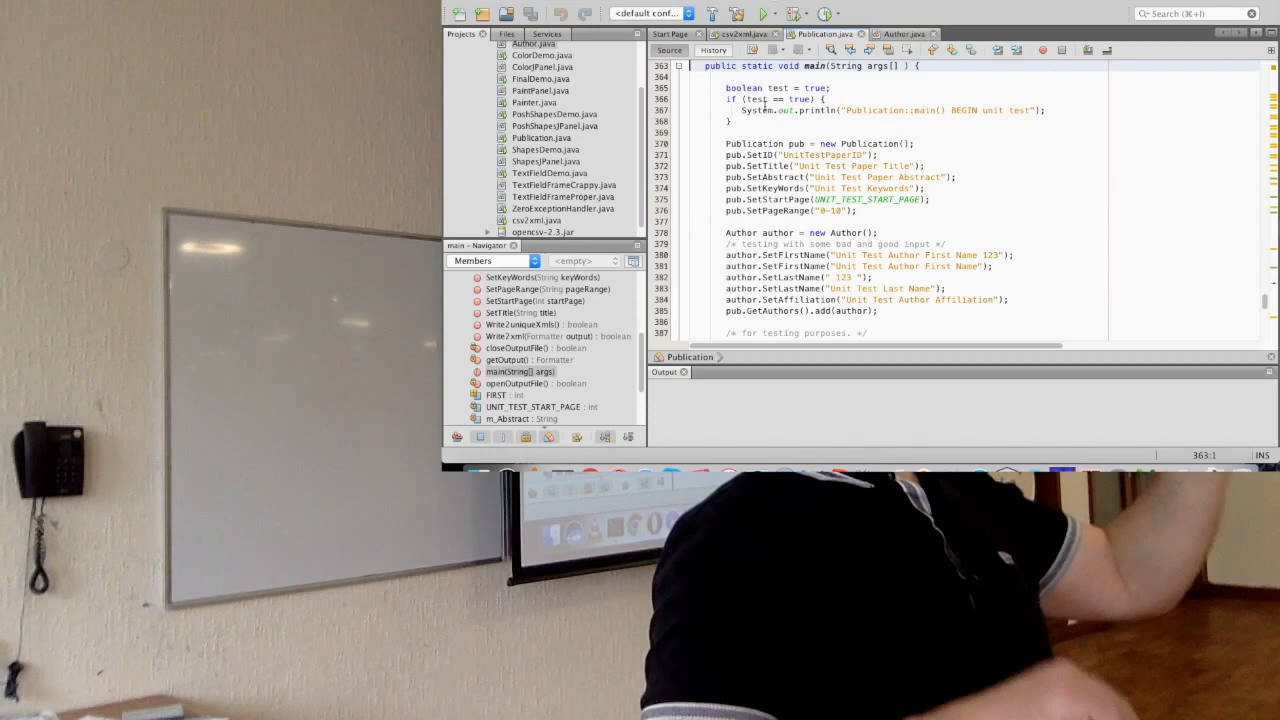 <default conf...
Search (⌘+I)
Projects
Files
Services
Start Page
csv2xml.java
Publication.java
Author.java
Source
History
Author.java
ColorDemo.java
ColorJPanel.java
FinalDemo.java
PaintPanel.java
Painter.java
PoshShapesDemo.java
PoshShapesJPanel.java
Publication.java
ShapesDemo.java
ShapesJPanel.java
TextFieldDemo.java
TextFieldFrameCrappy.java
TextFieldFrameProper.java
ZeroExceptionHandler.java
csv2xml.java
opencsv-2.3.jar
main - Navigator
Members
<empty>
SetKeyWords(String keyWords)
SetPageRange(String pageRange)
SetStartPage(int startPage)
SetTitle(String title)
Write2uniqueXmls() : boolean
Write2xml(Formatter output) : boolean
closeOutputFile() : boolean
getOutput() : Formatter
main(String[] args)
openOutputFile() : boolean
FIRST : int
UNIT_TEST_START_PAGE : int
m_Abstract : String
363 public static void main(String args[] ) {
364
365 boolean test = true;
366 if (test == true) {
367 System.out.println("Publication::main() BEGIN unit test");
368 }
369
370 Publication pub = new Publication();
371 pub.SetID("UnitTestPaperID");
372 pub.SetTitle("Unit Test Paper Title");
373 pub.SetAbstract("Unit Test Paper Abstract");
374 pub.SetKeyWords("Unit Test Keywords");
375 pub.SetStartPage(UNIT_TEST_START_PAGE);
376 pub.SetPageRange("0-10");
377
378 Author author = new Author();
379 /* testing with some bad and good input */
380 author.SetFirstName("Unit Test Author First Name 123");
381 author.SetFirstName("Unit Test Author First Name");
382 author.SetLastName(" 123 ");
383 author.SetLastName("Unit Test Last Name");
384 author.SetAffiliation("Unit Test Author Affiliation");
385 pub.GetAuthors().add(author);
386
387 /* for testing purposes. */
Publication
Output
363:1
INS